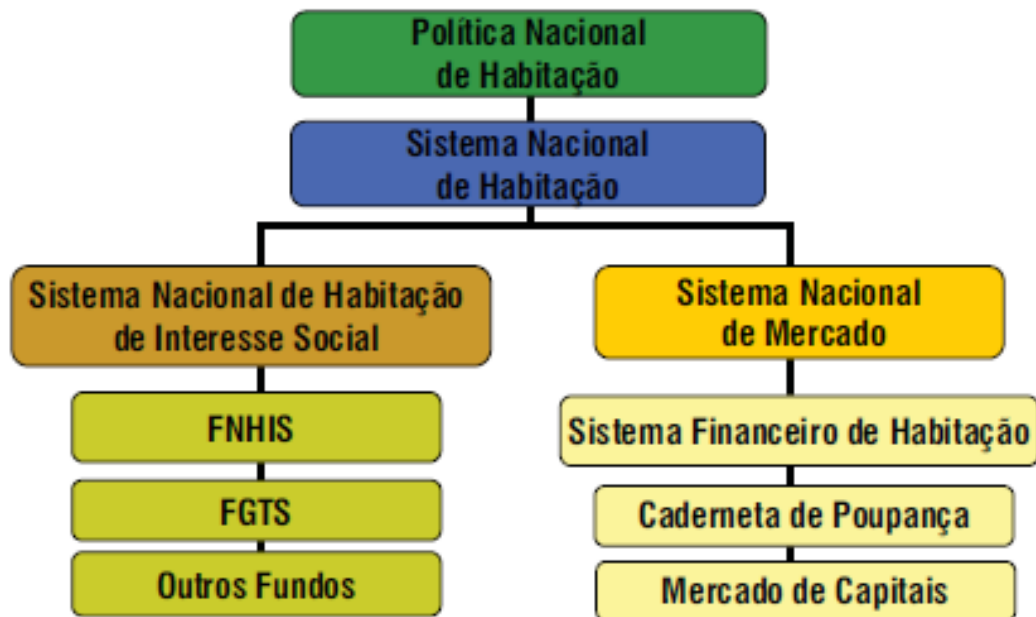 Política Nacional
de Habitação
Sistema Nacional
de Habitação
Sistema Nacional de Habitação
de Interesse Social
Sistema Nacional
de Mercado
FNHIS
Sistema Financeiro de Habitação
FGTS
Caderneta de Poupança
Outros Fundos
Mercado de Capitais